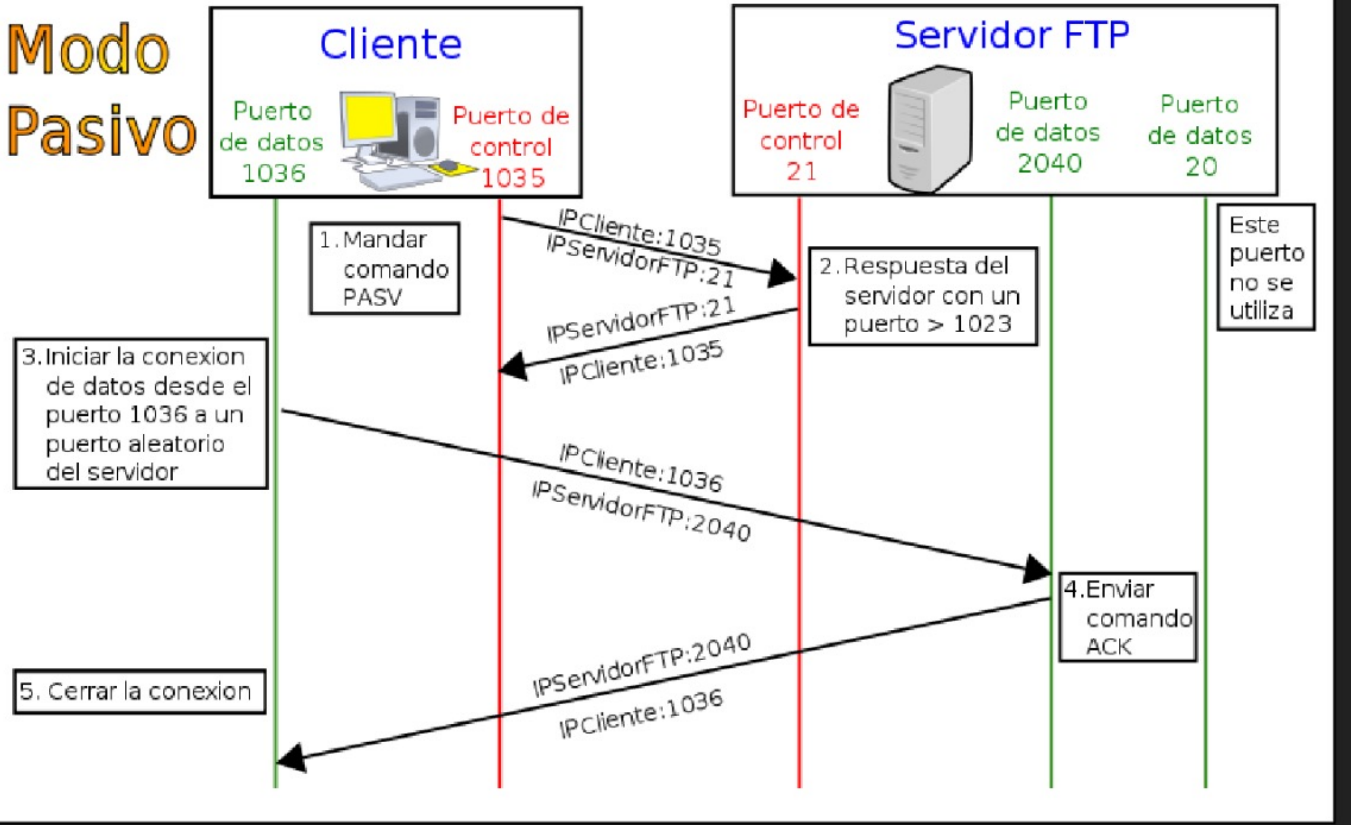 Modo
Pasivo
Cliente
Puerto
de datos
1036
Puerto de
control
1035
Servidor FTP
Puerto de
control
21
Puerto
de datos
2040
Puerto
de datos
20
1. Mandar
comando
PASV
IPCliente:1035
IPServidorFTP:21
2. Respuesta del
servidor con un
puerto > 1023
Este
puerto
no se
utiliza
IPServidorFTP:21
IPCliente:1035
3. Iniciar la conexion
de datos desde el
puerto 1036 a un
puerto aleatorio
del servidor
IPCliente:1036
IPServidorFTP:2040
4.Enviar
comando
ACK
IPServidorFTP:2040
IPCliente:1036
5. Cerrar la conexion